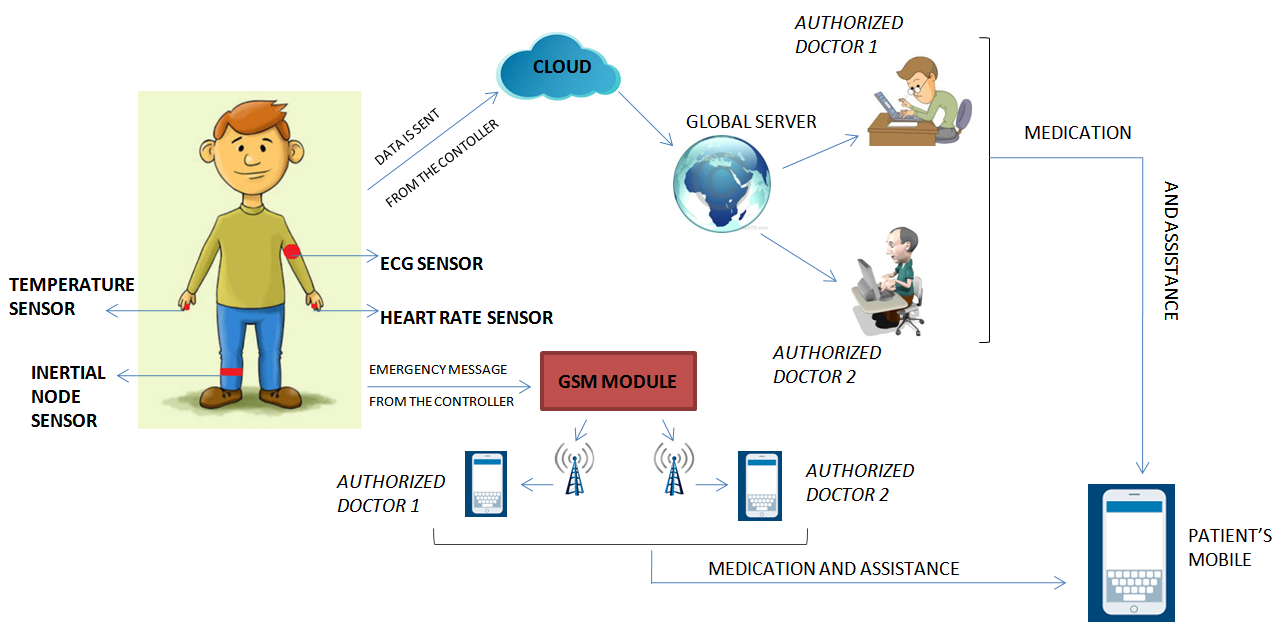 AUTHORIZED
DOCTOR 1
CLOUD
GLOBAL SERVER
MEDICATION
DATA IS SENT
FROM THE CONTOLLER
AND ASSISTANCE
ECG SENSOR
TEMPERATURE
SENSOR
HEART RATE SENSOR
AUTHORIZED
DOCTOR 2
INERTIAL
NODE
SENSOR
EMERGENCY MESSAGE
FROM THE CONTROLLER
GSM MODULE
AUTHORIZED
DOCTOR 1
AUTHORIZED
DOCTOR 2
PATIENT'S
MOBILE
MEDICATION AND ASSISTANCE